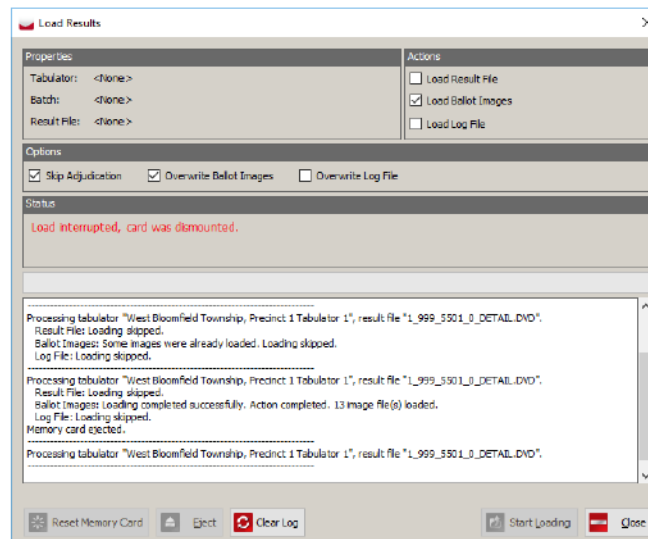 Load Results
Properties
Tabulator: <None>
Batch: <None>
Result File: <None>
Actions
Load Result File
Load Ballot Images
Load Log File
Options
Skip Adjudication Overwrite Ballot Images Overwrite Log File
Status
Load interrupted, card was dismounted.
----------------------------------------------------------------------
Processing tabulator "West Bloomfield Township, Precinct 1 Tabulator 1", result file "1_999_5501_0_DETAIL.DVD".
Result File: Loading skipped.
Ballot Images: Some images were already loaded. Loading skipped.
Log File: Loading skipped.
----------------------------------------------------------------------
Processing tabulator "West Bloomfield Township, Precinct 1 Tabulator 1", result file "1_999_5501_0_DETAIL.DVD".
Result File: Loading skipped.
Ballot Images: Loading completed successfully. Action completed. 13 image file(s) loaded.
Log File: Loading skipped.
Memory card ejected.
----------------------------------------------------------------------
Processing tabulator "West Bloomfield Township, Precinct 1 Tabulator 1", result file "1_999_5501_0_DETAIL.DVD".
----------------------------------------------------------------------
Reset Memory Card Eject Clear Log Start Loading Close